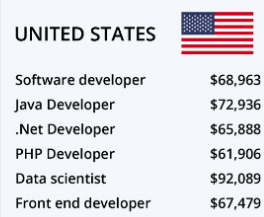 UNITED STATES
Software developer $68,963
Java Developer $72,936
.Net Developer $65,888
PHP Developer $61,906
Data scientist $92,089
Front end developer $67,479